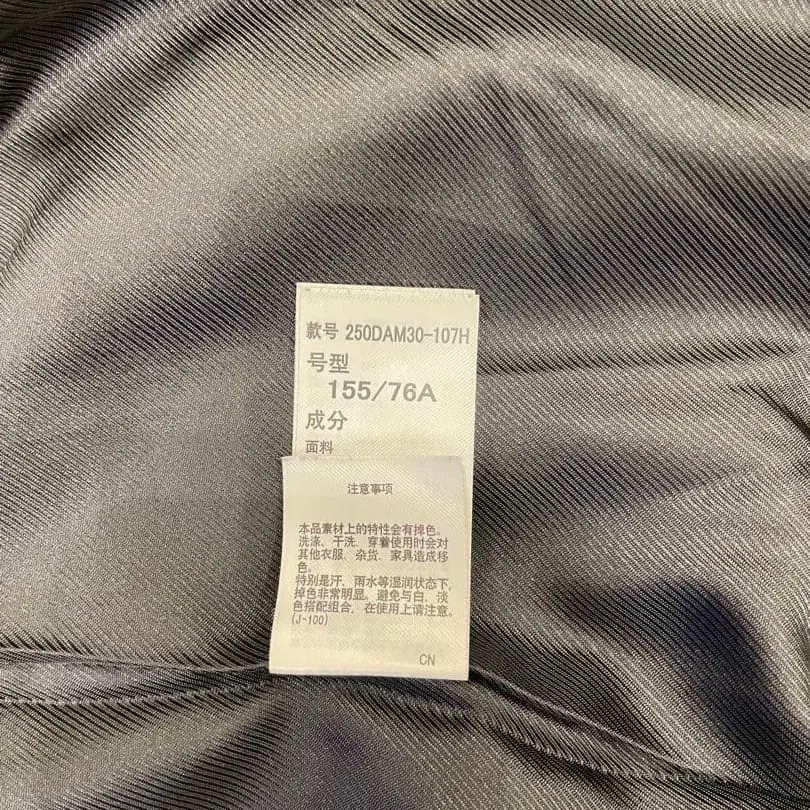 款号 250DAM30-107H
号型
155/76A
成分
面料
注意事项
本品素材上的特性会有掉色。
洗涤、干洗、穿着使用时会对
其他衣服、杂货、家具造成移
色。
特别是汗、雨水等湿润状态下,
掉色非常明显。避免与白、淡
色搭配组合, 在使用上请注意。
(J-100)
CN